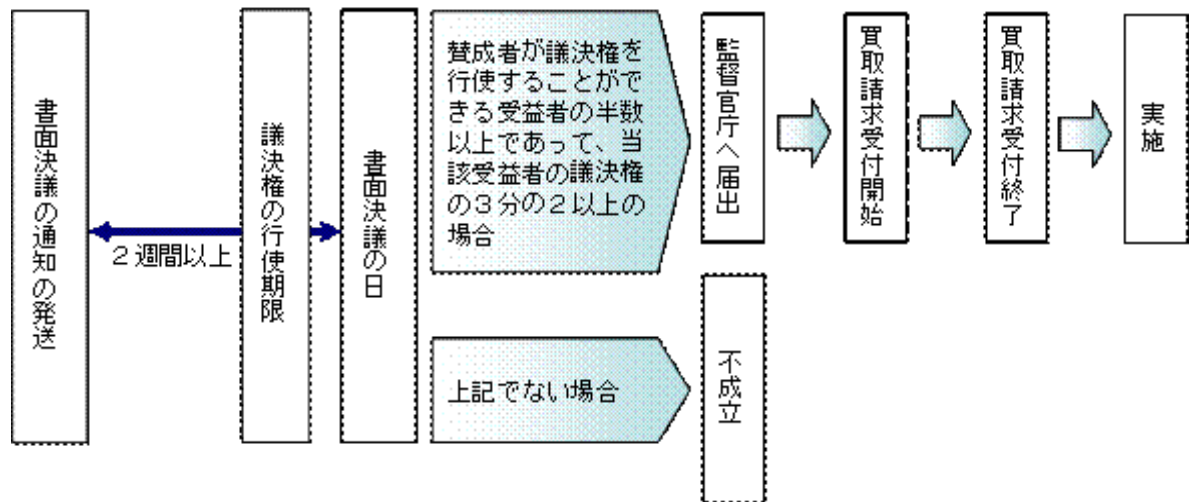 書面決議の通知の発送
2週間以上
議決権の行使期限
書面決議の日
賛成者が議決権を
行使することがで
きる受益者の半数
以上であって、当
該受益者の議決権
の3分の2以上の
場合
監督官庁へ届出
買取請求受付開始
買取請求受付終了
実施
上記でない場合
不成立